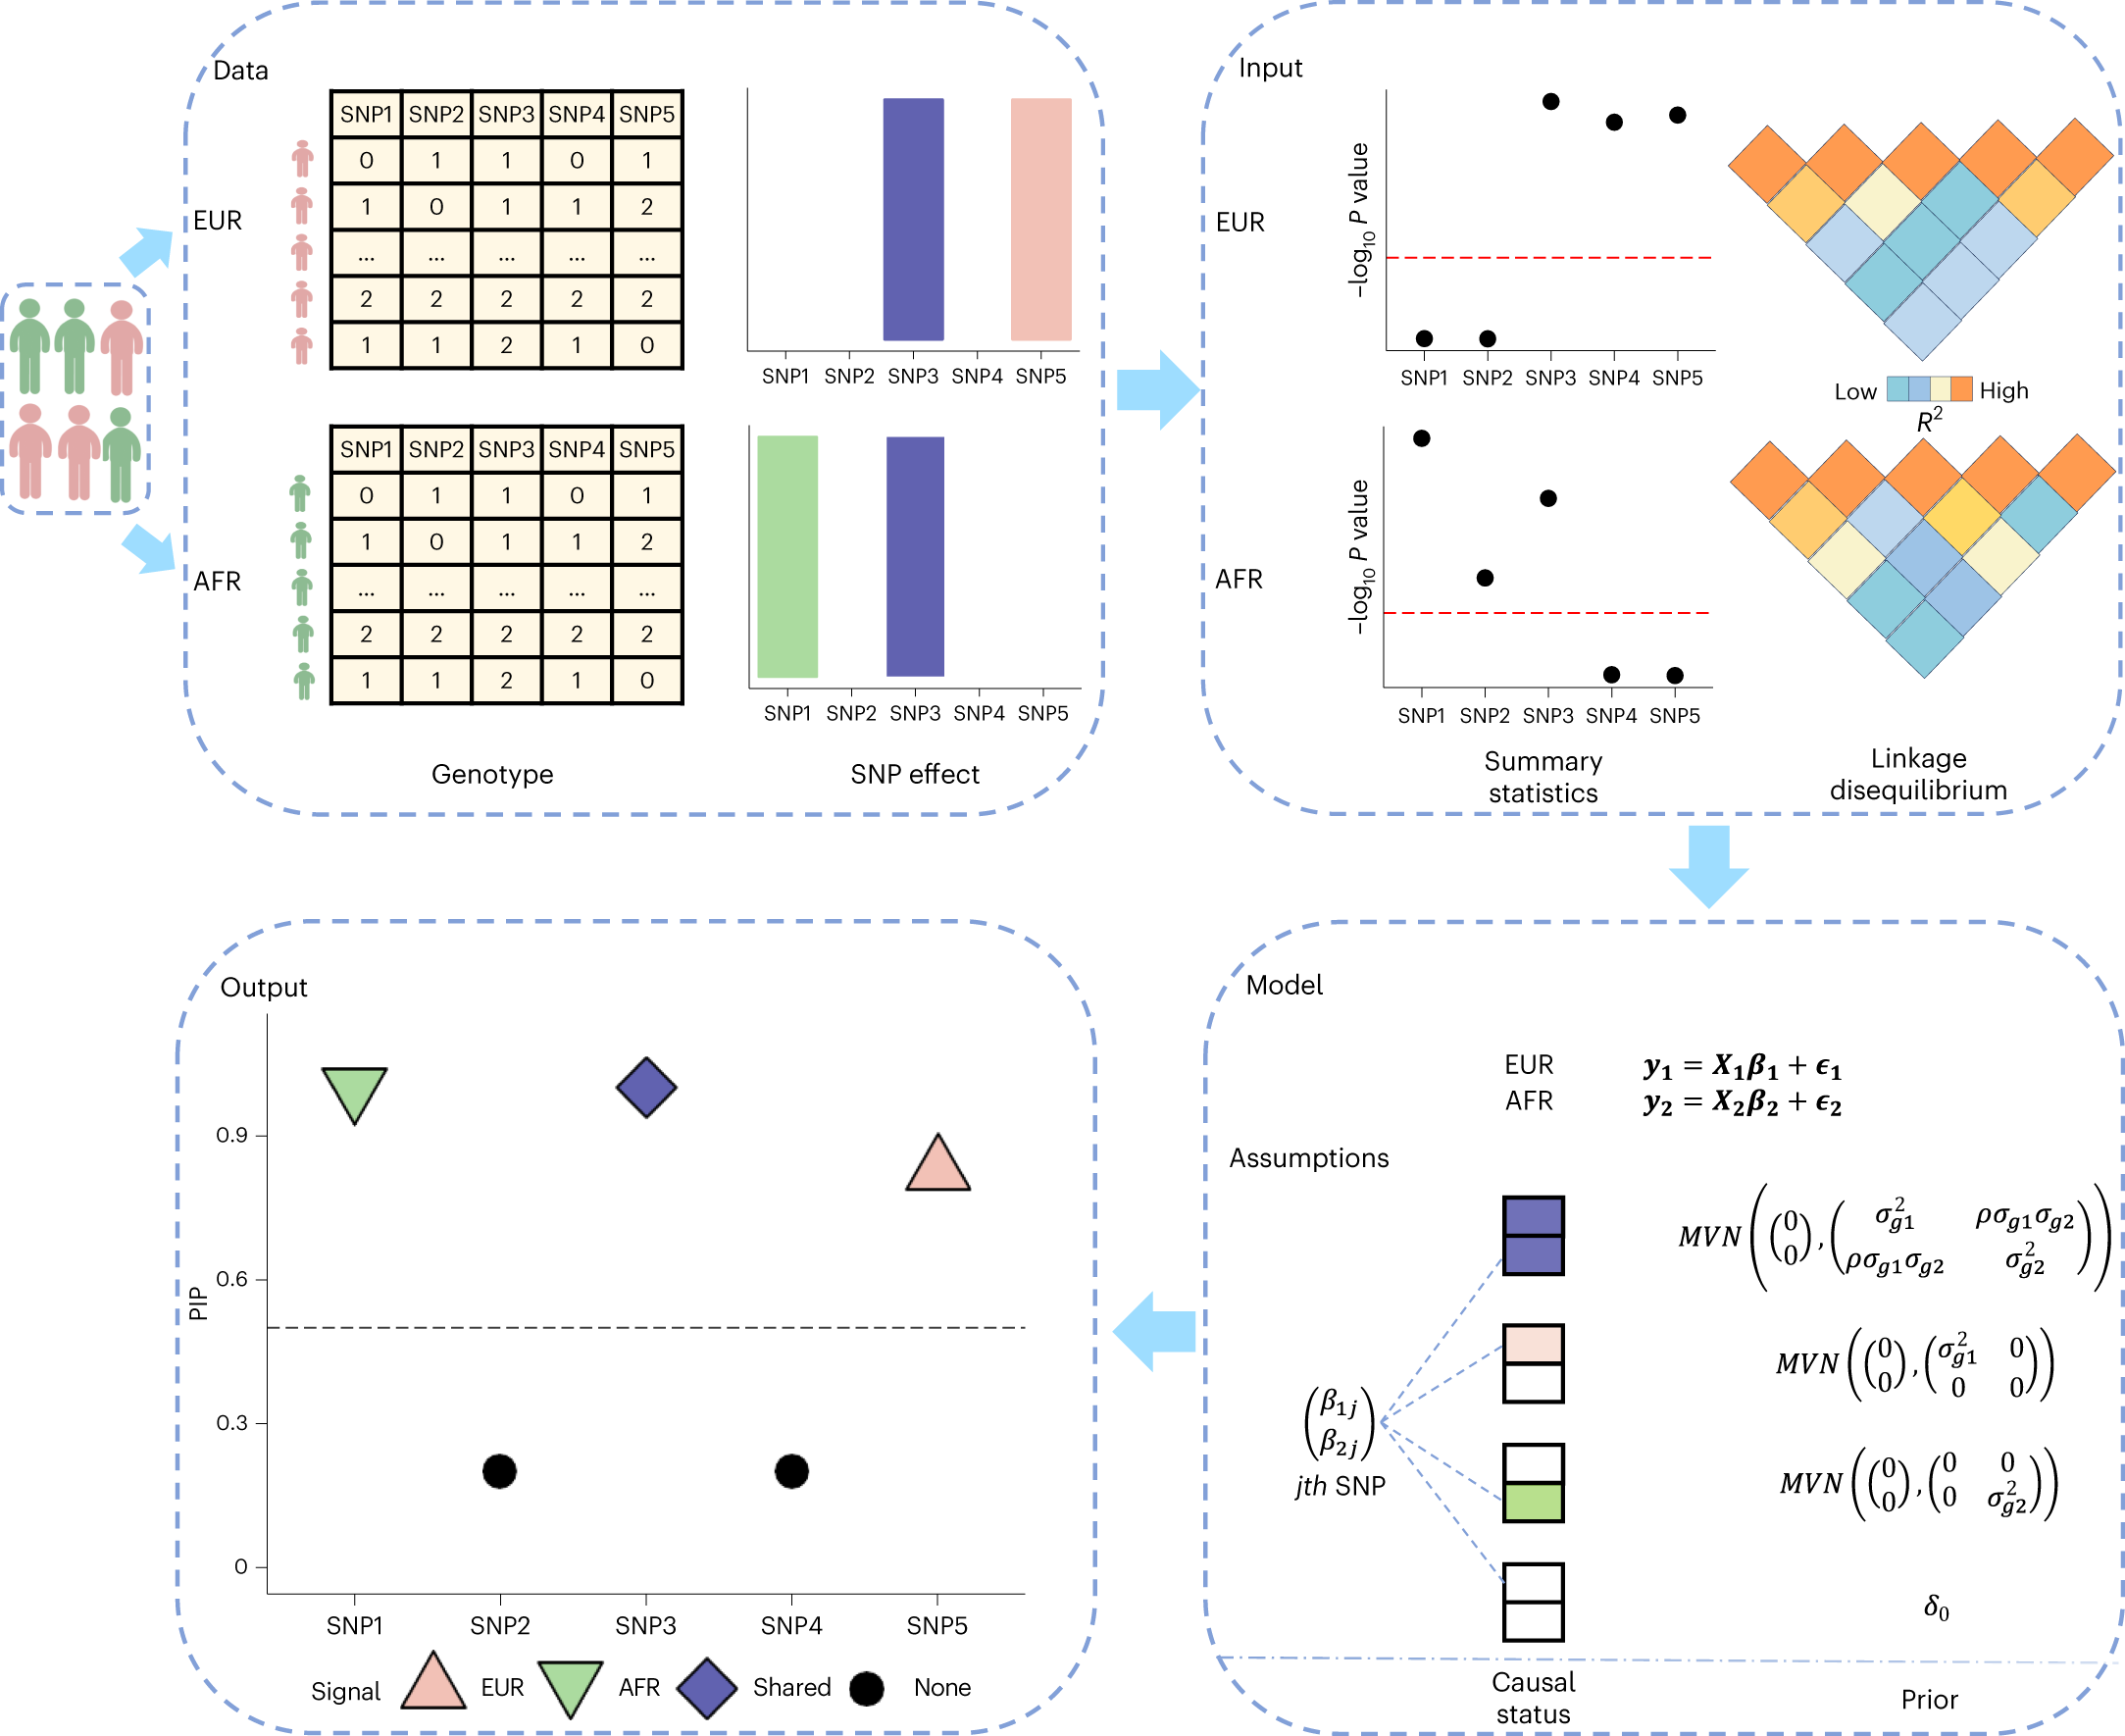 Data
EUR
SNP1 SNP2 SNP3 SNP4 SNP5
0 1 1 0 1
1 0 1 1 2
... ... ... ... ...
2 2 2 2 2
1 1 2 1 0
SNP1 SNP2 SNP3 SNP4 SNP5
AFR
SNP1 SNP2 SNP3 SNP4 SNP5
0 1 1 0 1
1 0 1 1 2
... ... ... ... ...
2 2 2 2 2
1 1 2 1 0
SNP1 SNP2 SNP3 SNP4 SNP5
Genotype
SNP effect
Input
EUR
−log₁₀ P value
SNP1 SNP2 SNP3 SNP4 SNP5
Low High
R²
AFR
−log₁₀ P value
SNP1 SNP2 SNP3 SNP4 SNP5
Summary
statistics
Linkage
disequilibrium
Model
EUR y₁ = X₁β₁ + ϵ₁
AFR y₂ = X₂β₂ + ϵ₂
Assumptions
MVN((0 0), (σ²g1 ρσg1σg2 ρσg1σg2 σ²g2))
MVN((0 0), (σ²g1 0 0 0))
(β1j β2j)
jth SNP
MVN((0 0), (0 0 0 σ²g2))
δ₀
Causal
status
Prior
Output
PIP
0.9
0.6
0.3
0
SNP1 SNP2 SNP3 SNP4 SNP5
Signal EUR AFR Shared None